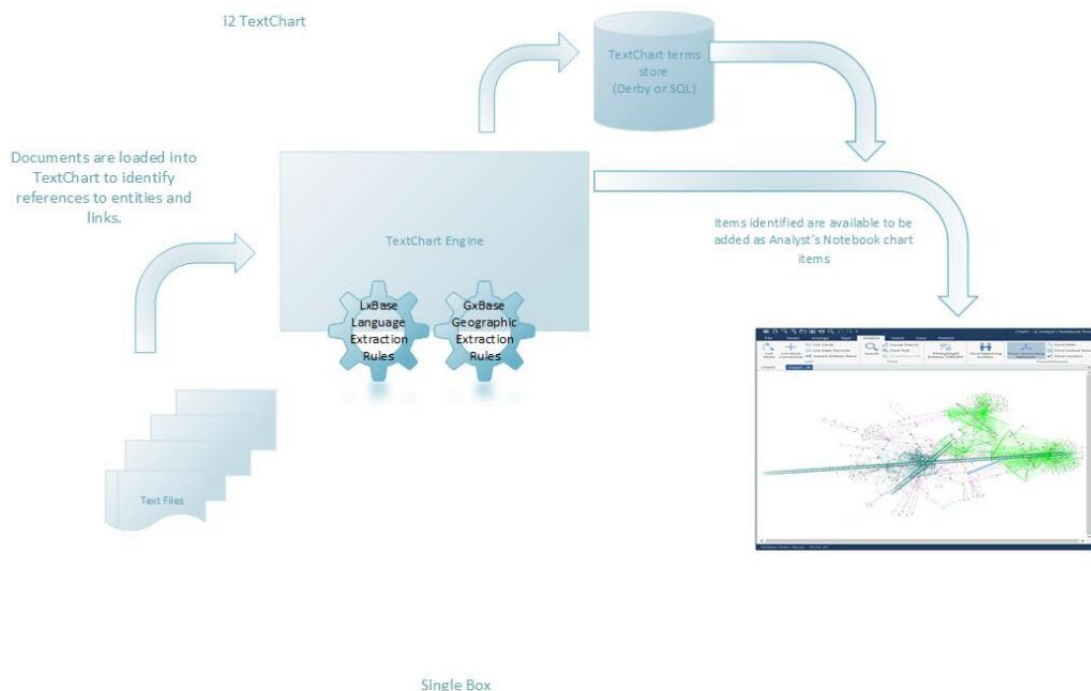 i2 TextChart
TextChart terms
store
(Derby or SQL)
Documents are loaded into
TextChart to identify
references to entities and
links.
TextChart Engine
Items identified are available to be
added as Analyst's Notebook chart
items
LxBase
Language
Extraction
Rules
GxBase
Geographic
Extraction
Rules
Text Files
Single Box